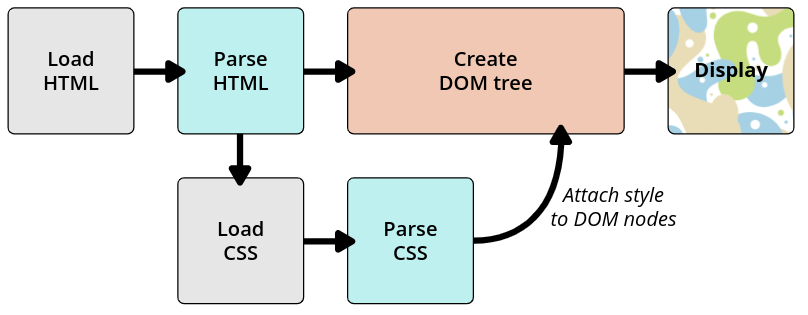 Load
HTML
Parse
HTML
Create
DOM tree
Display
Load
CSS
Parse
CSS
Attach style
to DOM nodes